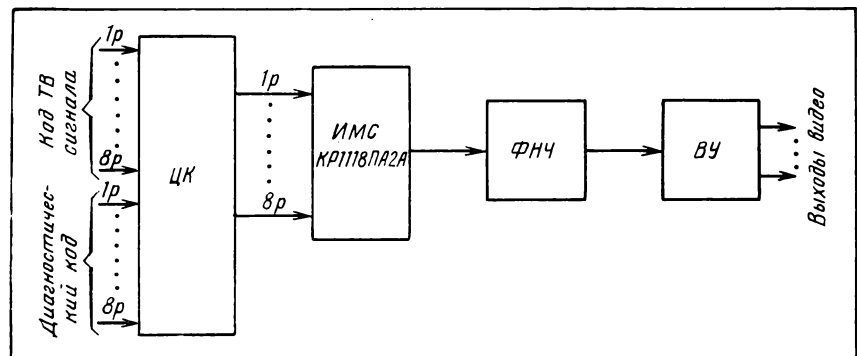 Код ТВ
сигнала
1р
8р
Диагностичес-
кий код
1р
8р
ЦК
1р
8р
ИМС
КР1118ПА2А
ФНЧ
ВУ
Выходы видео